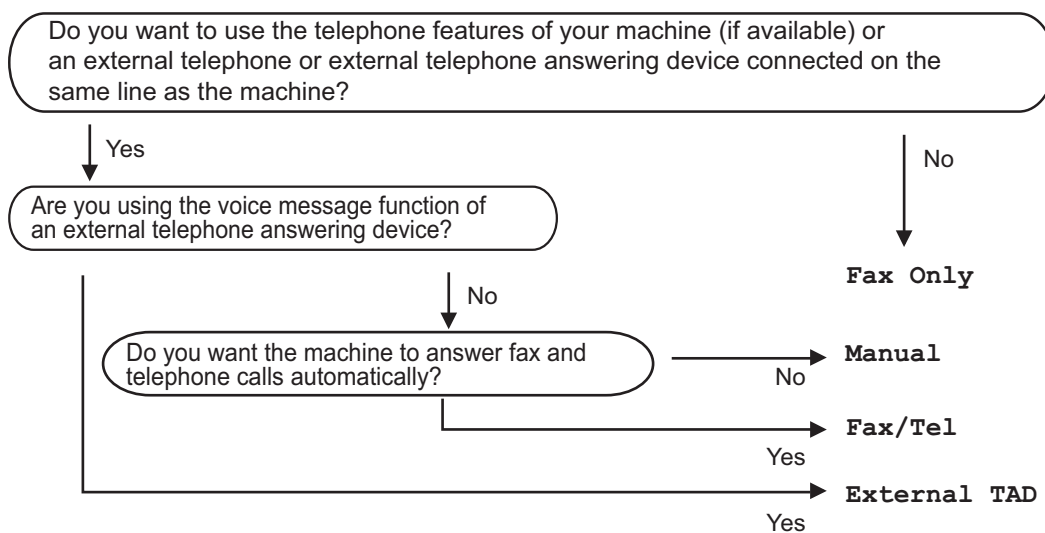 Do you want to use the telephone features of your machine (if available) or
an external telephone or external telephone answering device connected on the
same line as the machine?
Yes
No
Are you using the voice message function of
an external telephone answering device?
Fax Only
No
Do you want the machine to answer fax and
telephone calls automatically?
Manual
No
Fax/Tel
Yes
External TAD
Yes